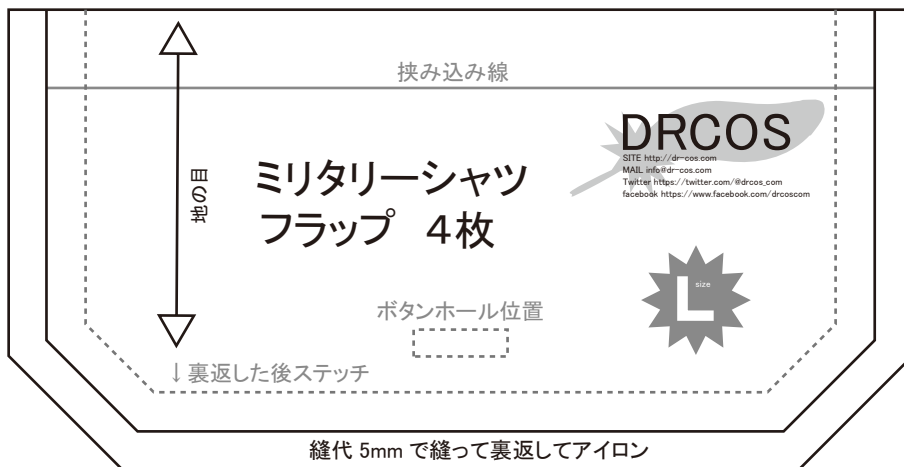 挟み込み線
DRCOS
SITE http://dr-cos.com
MAIL info@dr-cos.com
Twitter https://twitter.com/@drcos_com
facebook https://www.facebook.com/drcoscom
地の目
ミリタリーシャツ
フラップ　４枚
size
L
ボタンホール位置
↓裏返した後ステッチ
縫代 5mm で縫って裏返してアイロン